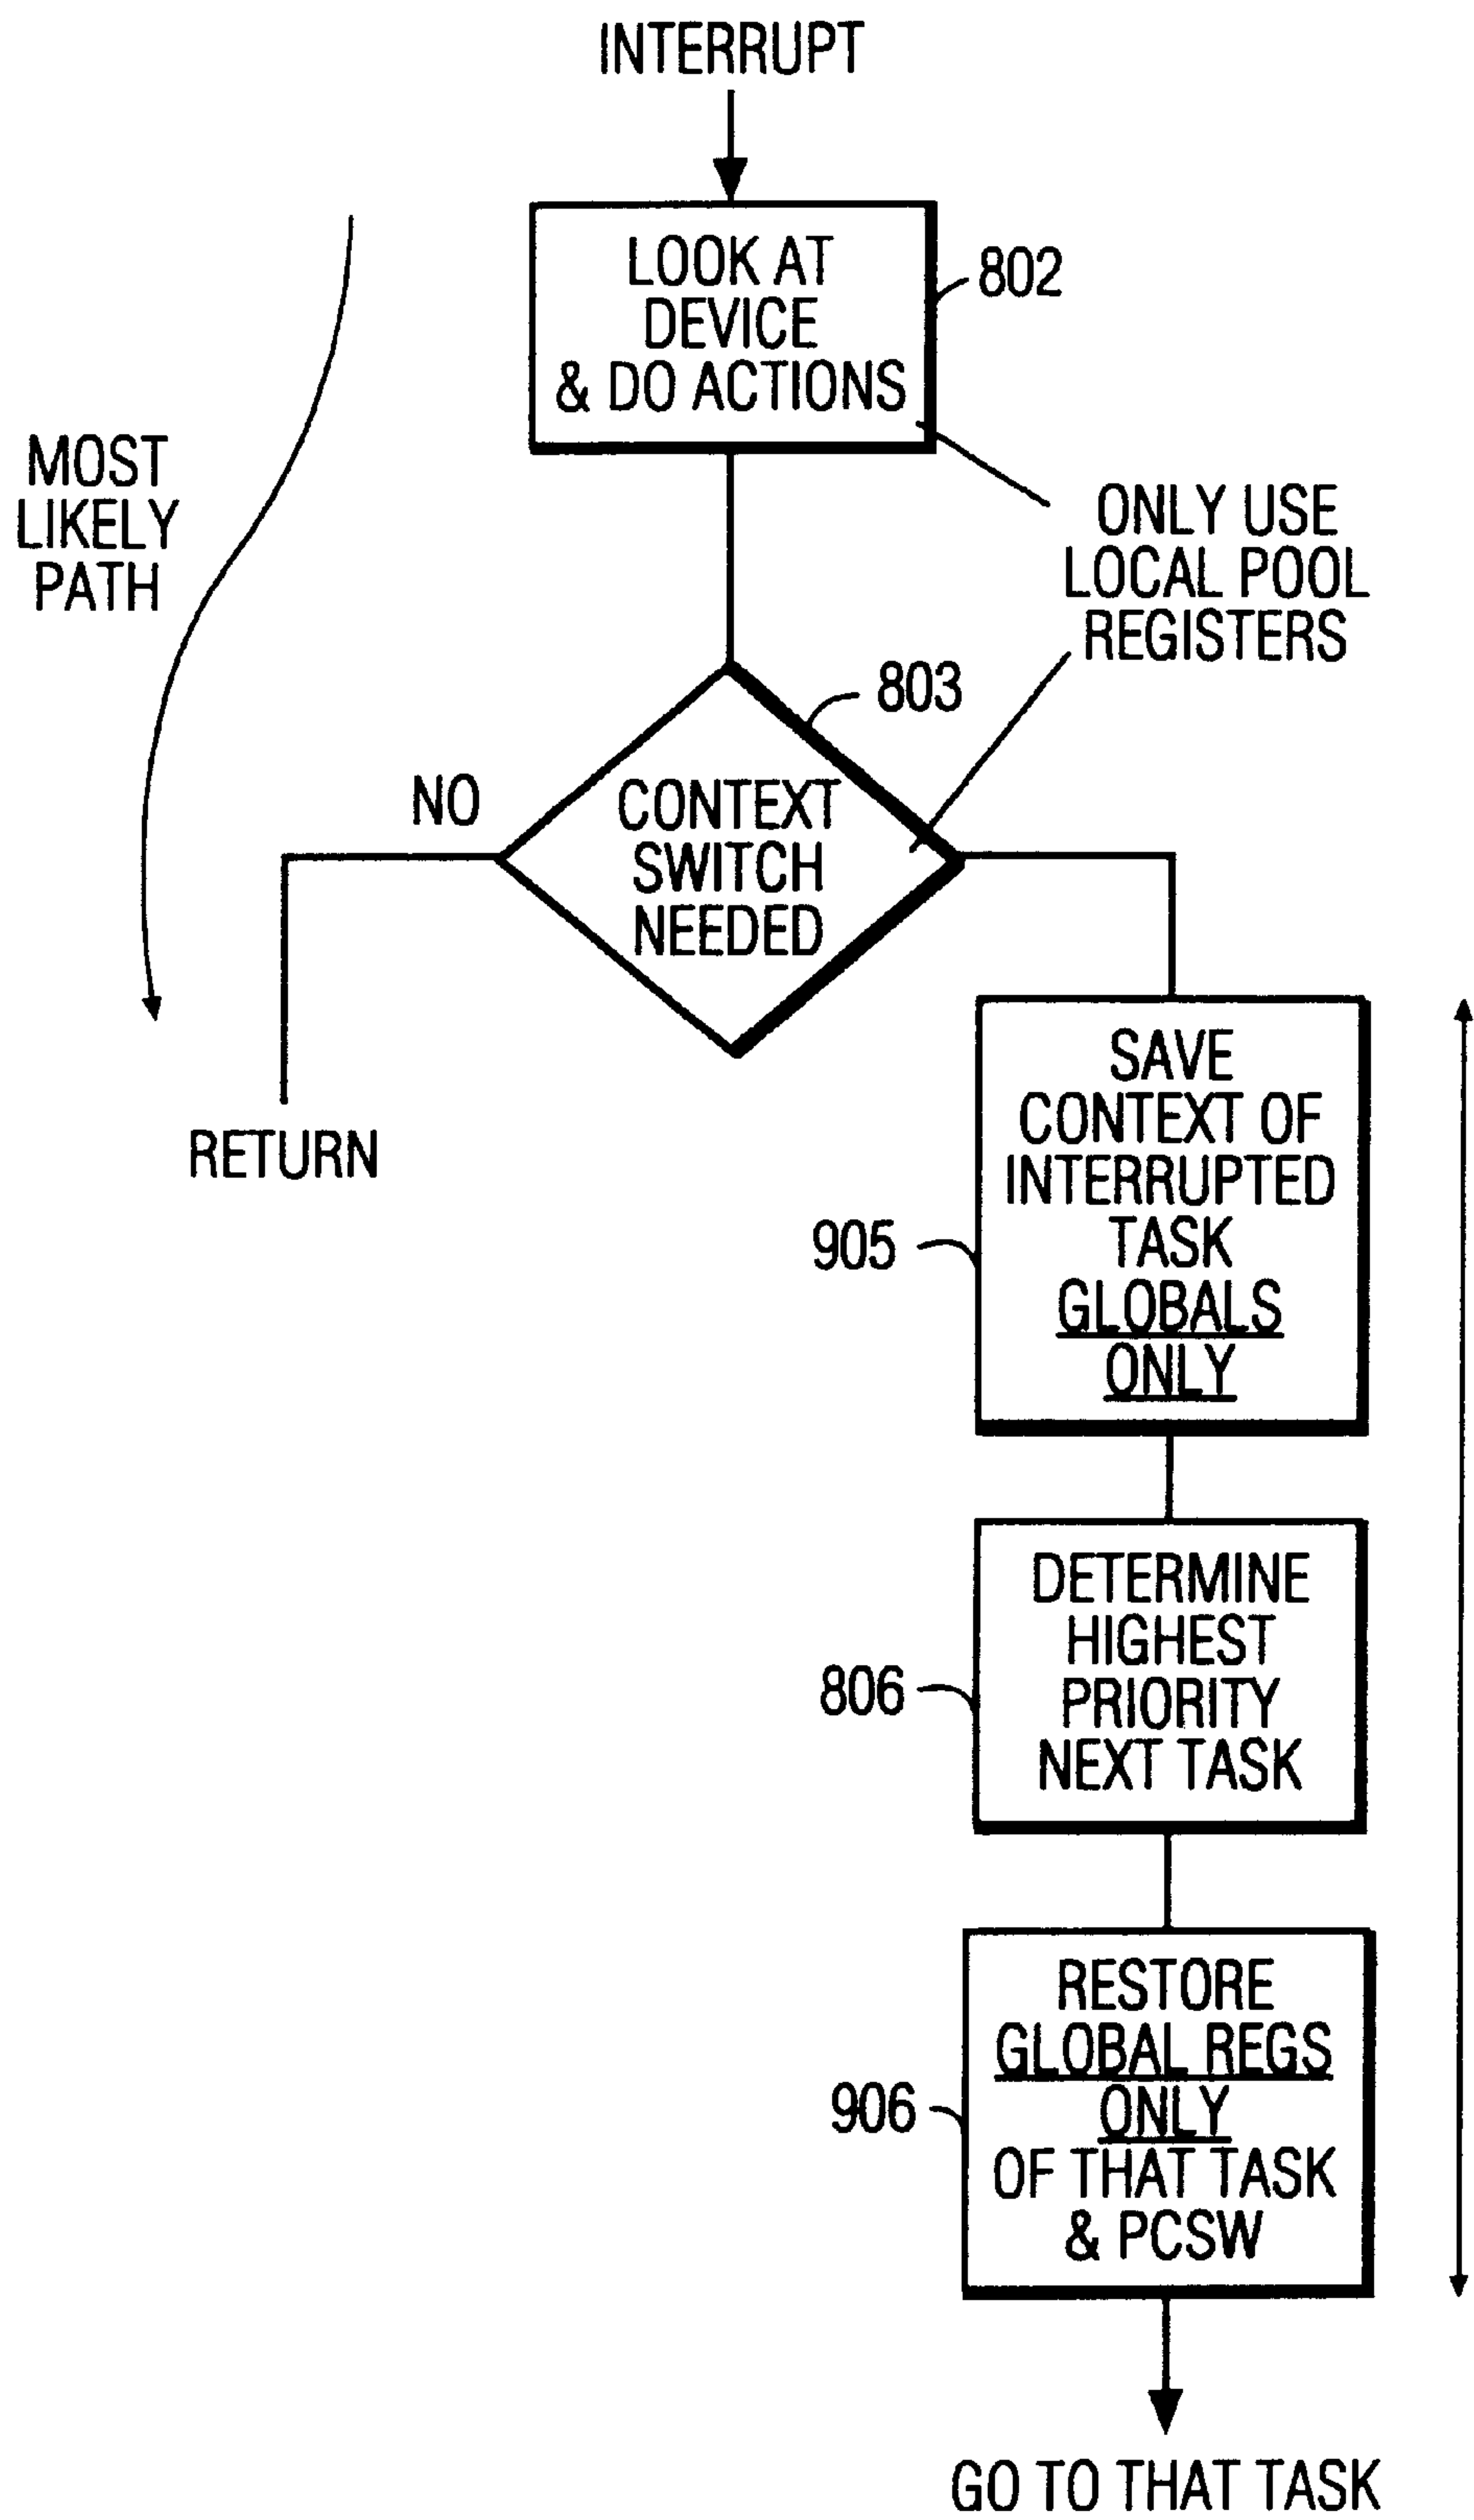 INTERRUPT
LOOK AT
DEVICE
& DO ACTIONS
802
MOST
LIKELY
PATH
ONLY USE
LOCAL POOL
REGISTERS
803
NO
CONTEXT
SWITCH
NEEDED
RETURN
SAVE
CONTEXT OF
INTERRUPTED
TASK
GLOBALS
ONLY
905
DETERMINE
HIGHEST
PRIORITY
NEXT TASK
806
RESTORE
GLOBAL REGS
ONLY
OF THAT TASK
& PCSW
906
GO TO THAT TASK